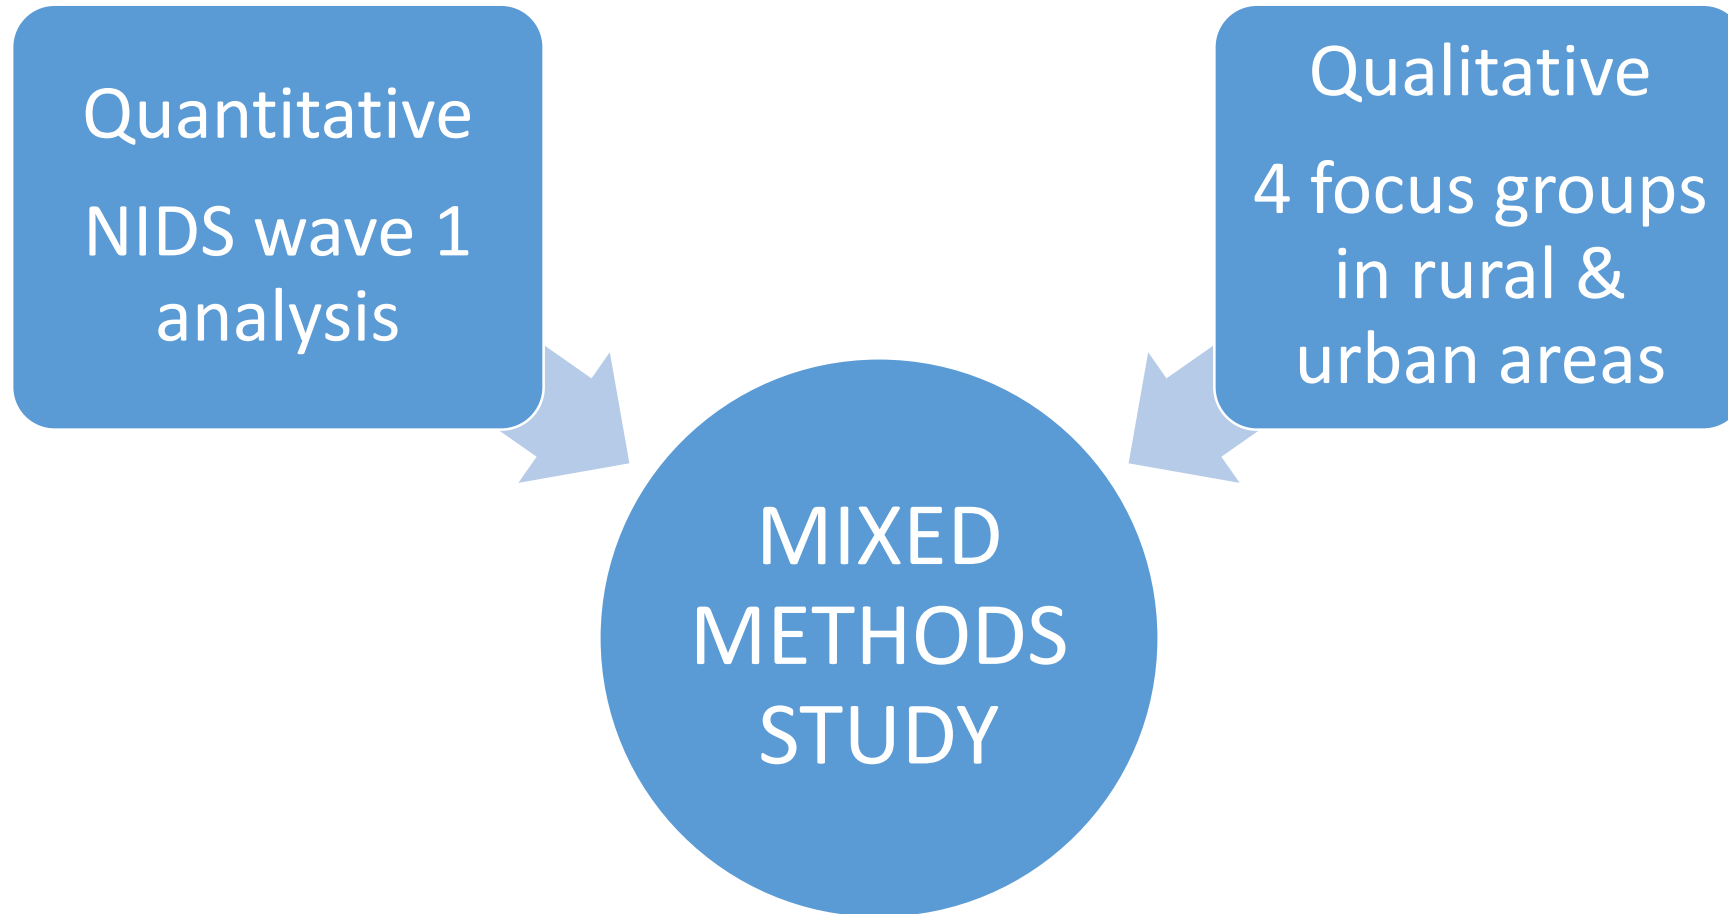 Quantitative
NIDS wave 1
analysis
Qualitative
4 focus groups
in rural &
urban areas
MIXED
METHODS
STUDY